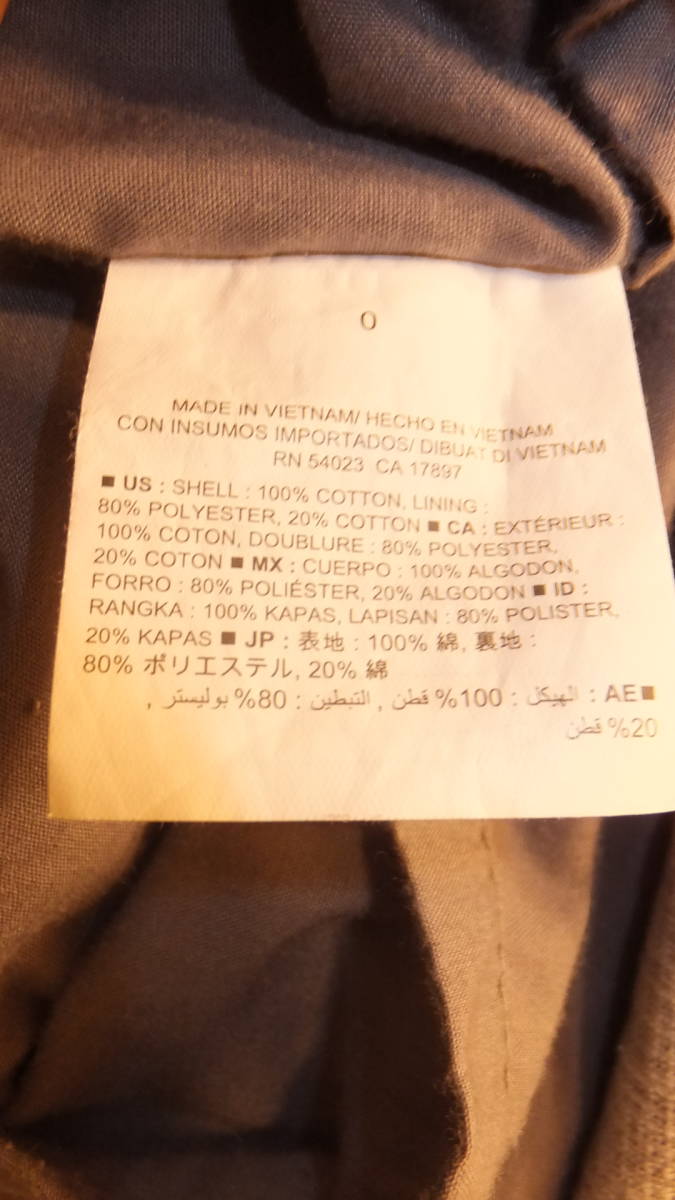 0
MADE IN VIETNAM/ HECHO EN VIETNAM
CON INSUMOS IMPORTADOS/ DIBUAT DI VIETNAM
RN 54023 CA 17897
■ US : SHELL : 100% COTTON, LINING :
80% POLYESTER, 20% COTTON ■ CA : EXTÉRIEUR :
100% COTON, DOUBLURE : 80% POLYESTER,
20% COTON ■ MX : CUERPO : 100% ALGODON,
FORRO : 80% POLIÉSTER, 20% ALGODON ■ ID :
RANGKA : 100% KAPAS, LAPISAN : 80% POLISTER,
20% KAPAS ■ JP : 表地 : 100% 綿, 裏地 :
80% ポリエステル, 20% 綿
■AE : الهيكل : 100% قطن , التبطين : 80% بوليستر ,
20% قطن